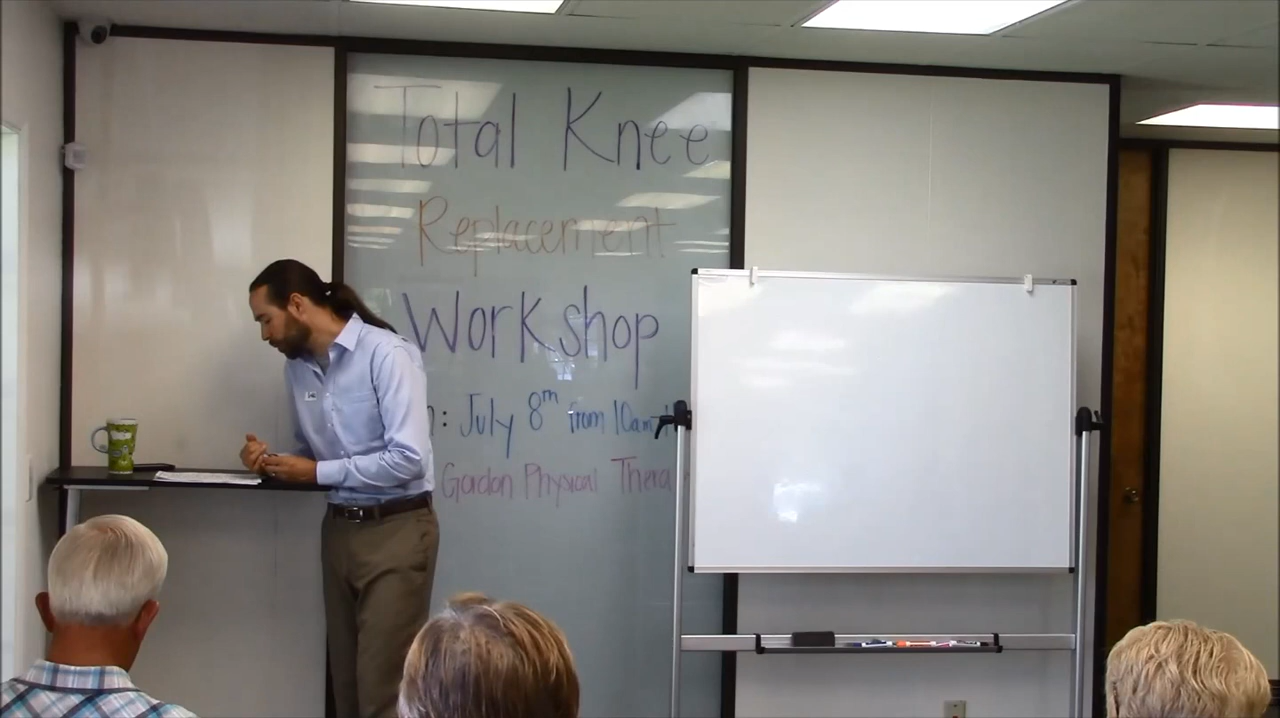 Total Knee
Replacement
Workshop
: July 8th from 10am
Gordon Physical Thera